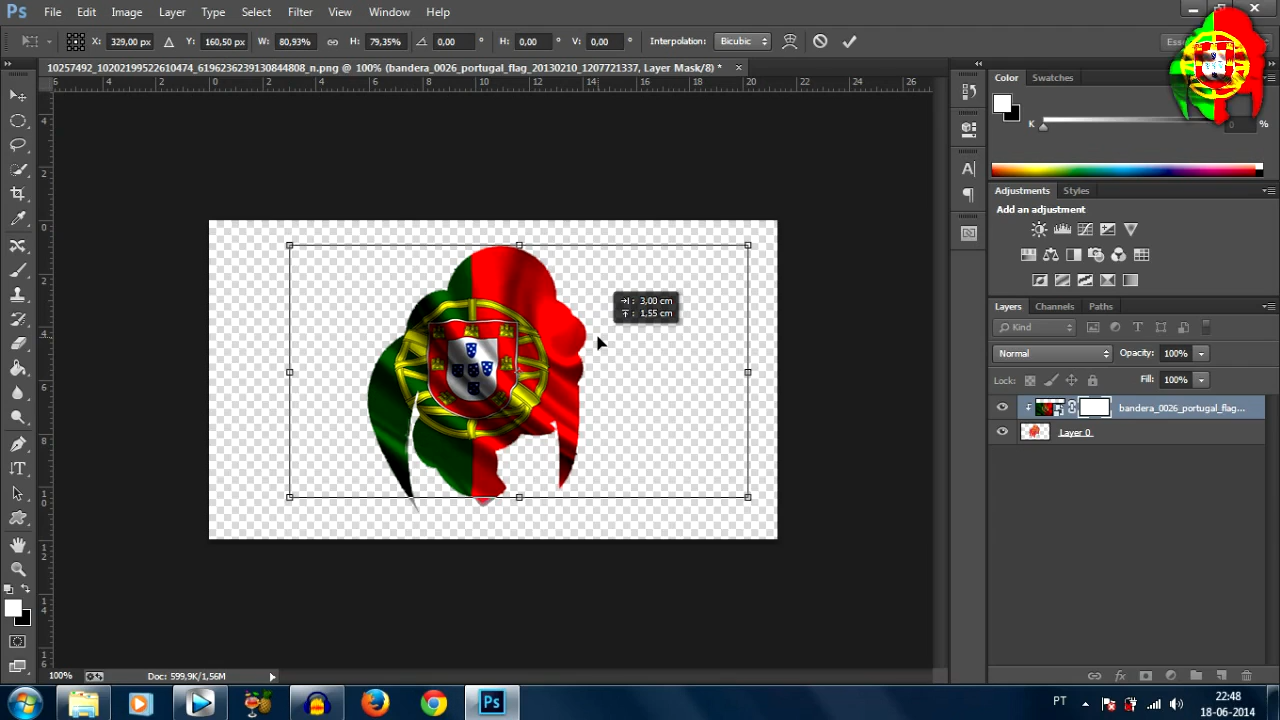 Ps File Edit Image Layer Type Select Filter View Window Help
X: 329,00 px Y: 160,50 px W: 80,93% H: 79,35% 0,00 ° H: 0,00 ° V: 0,00 ° Interpolation: Bicubic
10257492_10202199522610474_6196236239130844808_n.png @ 100% (bandera_0026_portugal_flag_20130210_1207721337, Layer Mask/8) *
Color Swatches
K 0 %
Adjustments Styles
Add an adjustment
3,00 cm
1,55 cm
Layers Channels Paths
Kind
Normal Opacity: 100%
Lock: Fill: 100%
bandera_0026_portugal_flag...
Layer 0
100% Doc: 599,9K/1,56M
Ps PT 22:48
18-06-2014